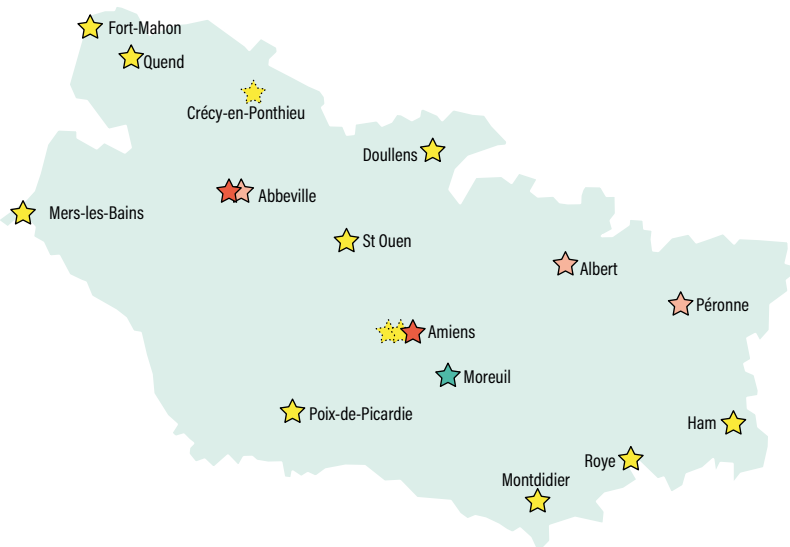 Fort-Mahon
Quend
Crécy-en-Ponthieu
Doullens
Abbeville
Mers-les-Bains
St Ouen
Albert
Péronne
Amiens
Moreuil
Poix-de-Picardie
Ham
Roye
Montdidier